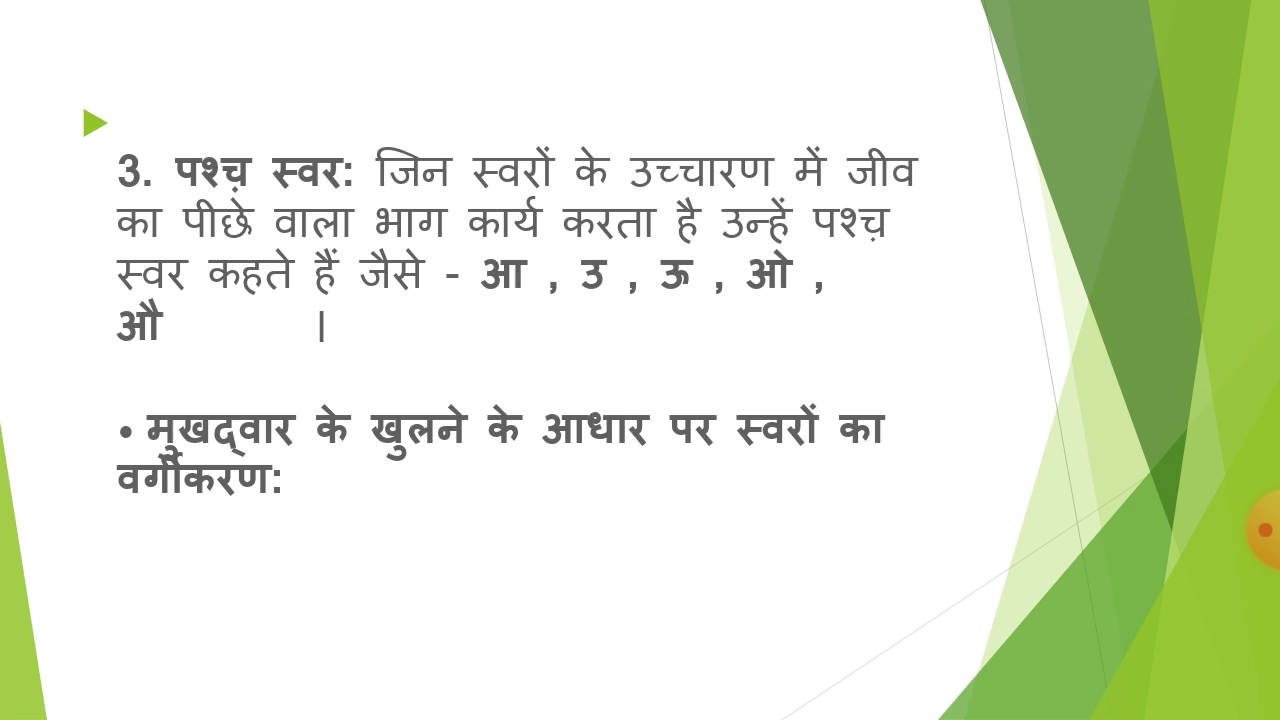 3. पश्च़ स्वर: जिन स्वरों के उच्चारण में जीव
का पीछे वाला भाग कार्य करता है उन्हें पश्च़
स्वर कहते हैं जैसे - आ , उ , ऊ , ओ ,
औ |
• मुखद्वार के खुलने के आधार पर स्वरों का
वर्गीकरण: